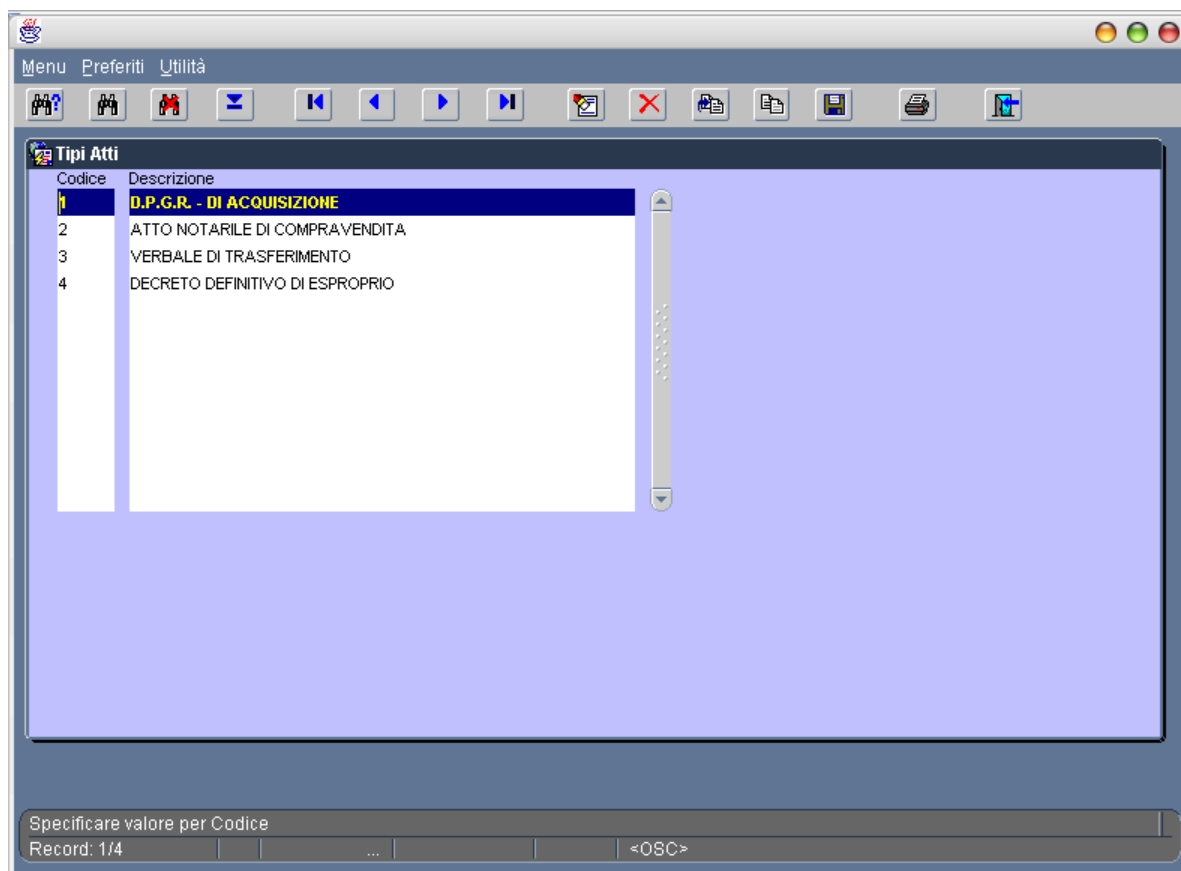 Menu Preferiti Utilità
Tipi Atti
Codice Descrizione
1 D.P.G.R. - DI ACQUISIZIONE
2 ATTO NOTARILE DI COMPRAVENDITA
3 VERBALE DI TRASFERIMENTO
4 DECRETO DEFINITIVO DI ESPROPRIO
Specificare valore per Codice
Record: 1/4 ... <OSC>